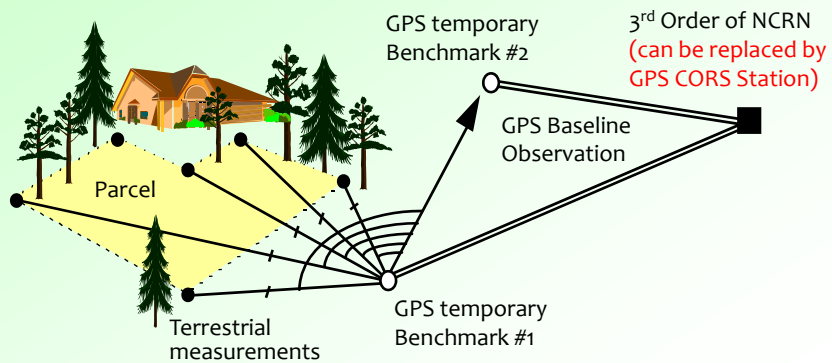 GPS temporary
Benchmark #2
3rd Order of NCRN
(can be replaced by
GPS CORS Station)
GPS Baseline
Observation
Parcel
GPS temporary
Benchmark #1
Terrestrial
measurements